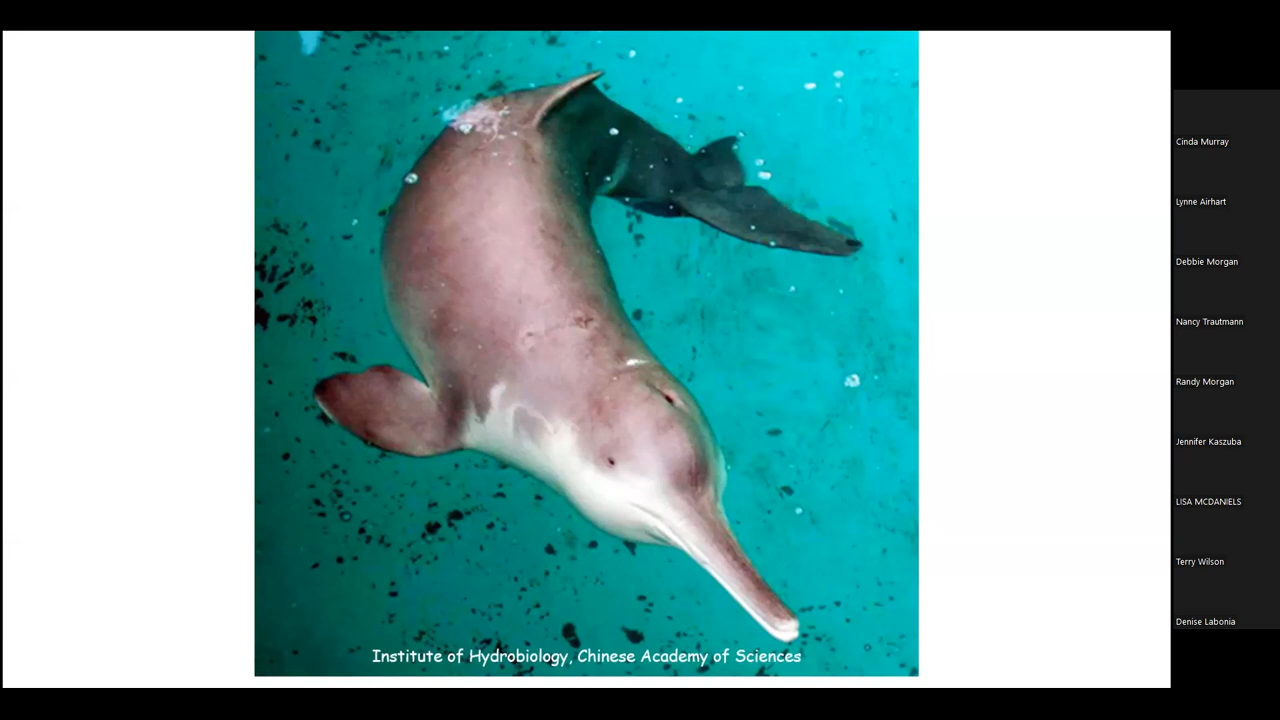 Institute of Hydrobiology, Chinese Academy of Sciences
Cinda Murray
Lynne Airhart
Debbie Morgan
Nancy Trautmann
Randy Morgan
Jennifer Kaszuba
LISA MCDANIELS
Terry Wilson
Denise Labonia